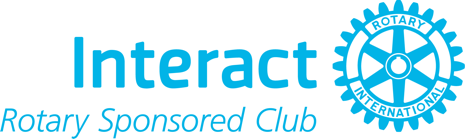 Interact
Rotary Sponsored Club
ROTARY
INTERNATIONAL